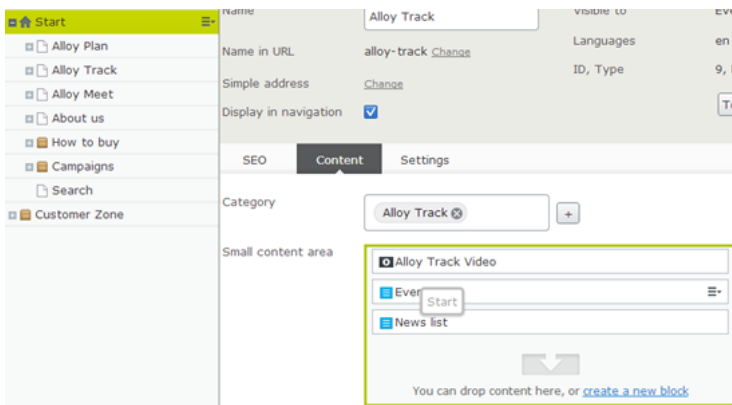 Start
Alloy Plan
Alloy Track
Alloy Meet
About us
How to buy
Campaigns
Search
Customer Zone
Name
Alloy Track
Name in URL
alloy-track Change
Simple address
Change
Display in navigation
Visible to
Languages
en
ID, Type
9,
SEO
Content
Settings
Category
Alloy Track
+
Small content area
Alloy Track Video
Start
News list
You can drop content here, or create a new block